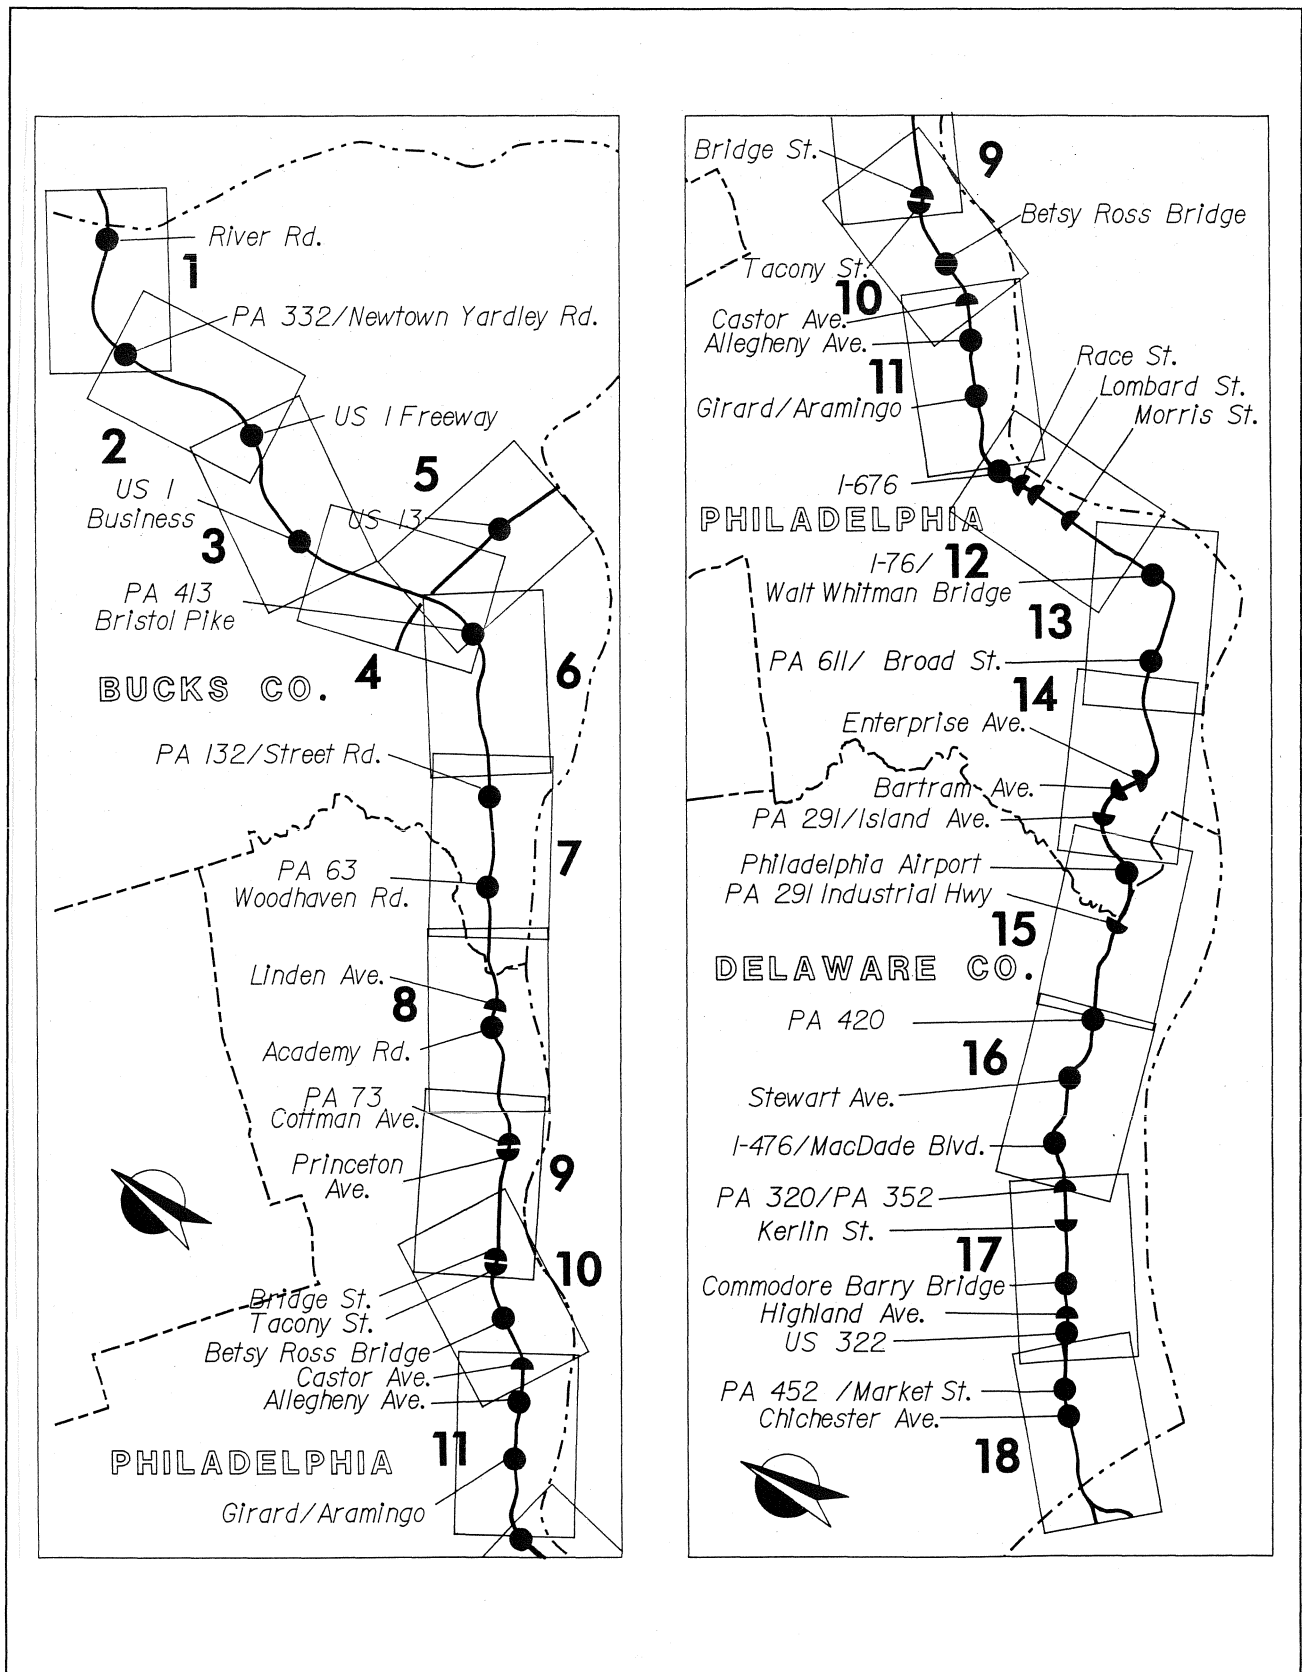 River Rd.
1
PA 332/Newtown Yardley Rd.
US 1 Freeway
2
5
US 1
Business
US 13
3
PA 413
Bristol Pike
4
6
BUCKS CO.
PA 132/Street Rd.
7
PA 63
Woodhaven Rd.
Linden Ave.
8
Academy Rd.
PA 73
Cottman Ave.
Princeton
Ave.
9
10
Bridge St.
Tacony St.
Betsy Ross Bridge
Castor Ave.
Allegheny Ave.
11
PHILADELPHIA
Girard/Aramingo
Bridge St.
9
Betsy Ross Bridge
Tacony St.
10
Castor Ave.
Allegheny Ave.
Race St.
11
Lombard St.
Girard/Aramingo
Morris St.
I-676
PHILADELPHIA
I-76/
12
Walt Whitman Bridge
13
PA 611/ Broad St.
14
Enterprise Ave.
Bartram Ave.
PA 291/Island Ave.
Philadelphia Airport
PA 291 Industrial Hwy
15
DELAWARE CO.
PA 420
16
Stewart Ave.
I-476/MacDade Blvd.
PA 320/PA 352
Kerlin St.
17
Commodore Barry Bridge
Highland Ave.
US 322
PA 452 /Market St.
Chichester Ave.
18